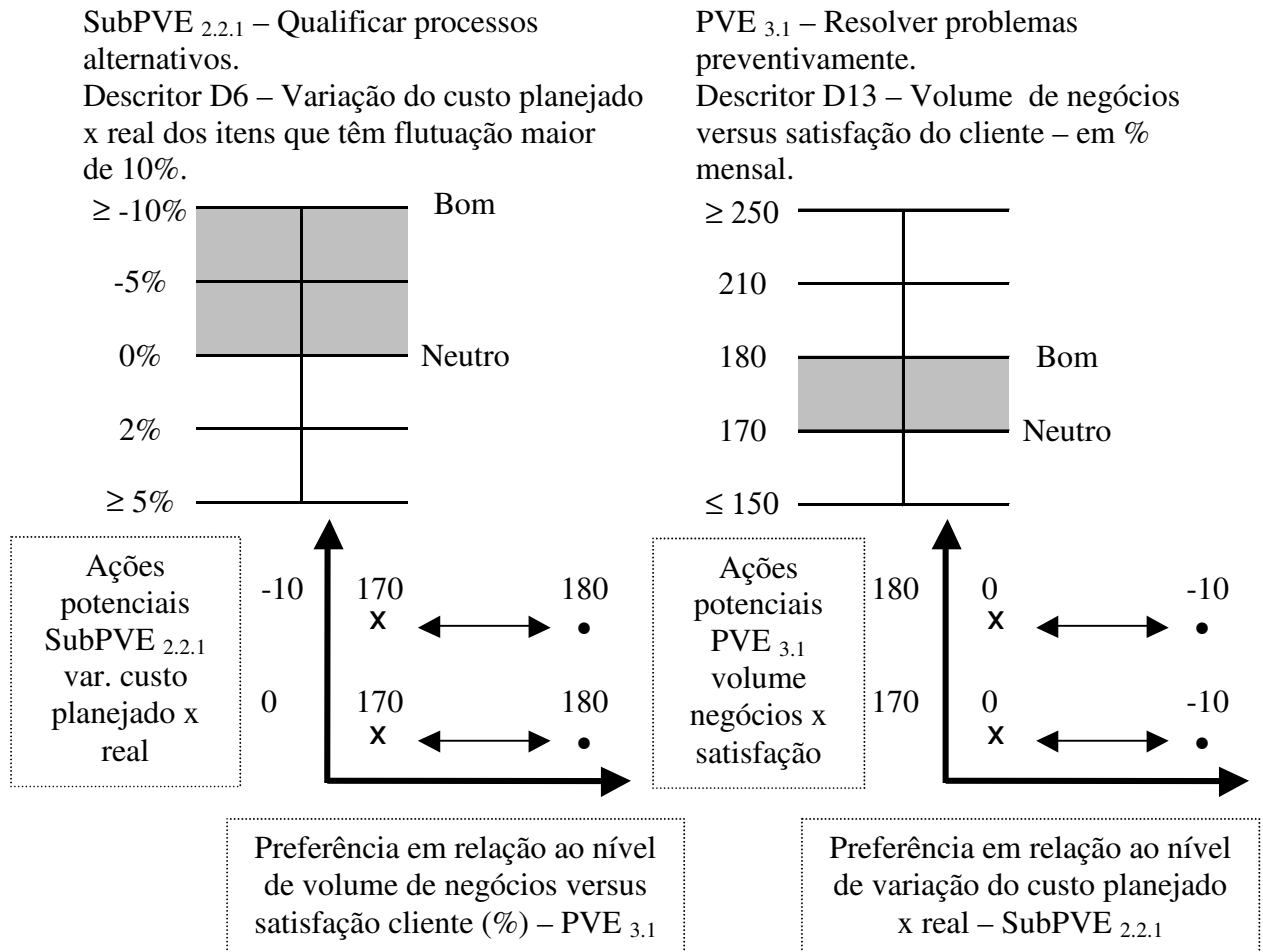 SubPVE 2.2.1 – Qualificar processos
alternativos.
Descritor D6 – Variação do custo planejado
x real dos itens que têm flutuação maior
de 10%.
≥ -10%
Bom
-5%
0%
Neutro
2%
≥ 5%
PVE 3.1 – Resolver problemas
preventivamente.
Descritor D13 – Volume de negócios
versus satisfação do cliente – em %
mensal.
≥ 250
210
180
Bom
170
Neutro
≤ 150
Ações
potenciais
SubPVE 2.2.1
var. custo
planejado x
real
-10 170 180
x •
0 170 180
x •
Preferência em relação ao nível
de volume de negócios versus
satisfação cliente (%) – PVE 3.1
Ações
potenciais
PVE 3.1
volume
negócios x
satisfação
180 0 -10
x •
170 0 -10
x •
Preferência em relação ao nível
de variação do custo planejado
x real – SubPVE 2.2.1